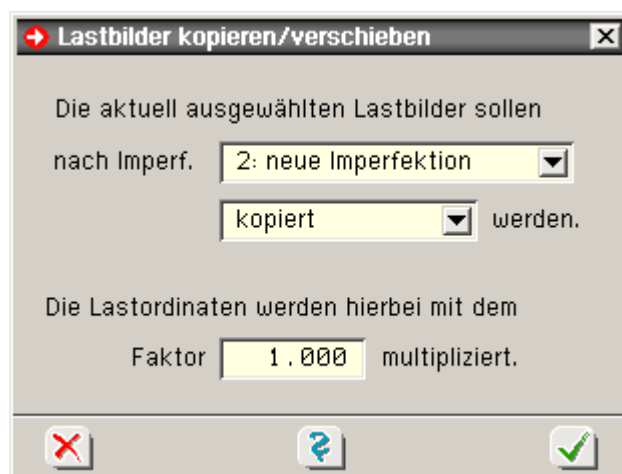 Lastbilder kopieren/verschieben
Die aktuell ausgewählten Lastbilder sollen
nach Imperf. 2: neue Imperfektion
kopiert werden.
Die Lastordinaten werden hierbei mit dem
Faktor 1.000 multipliziert.